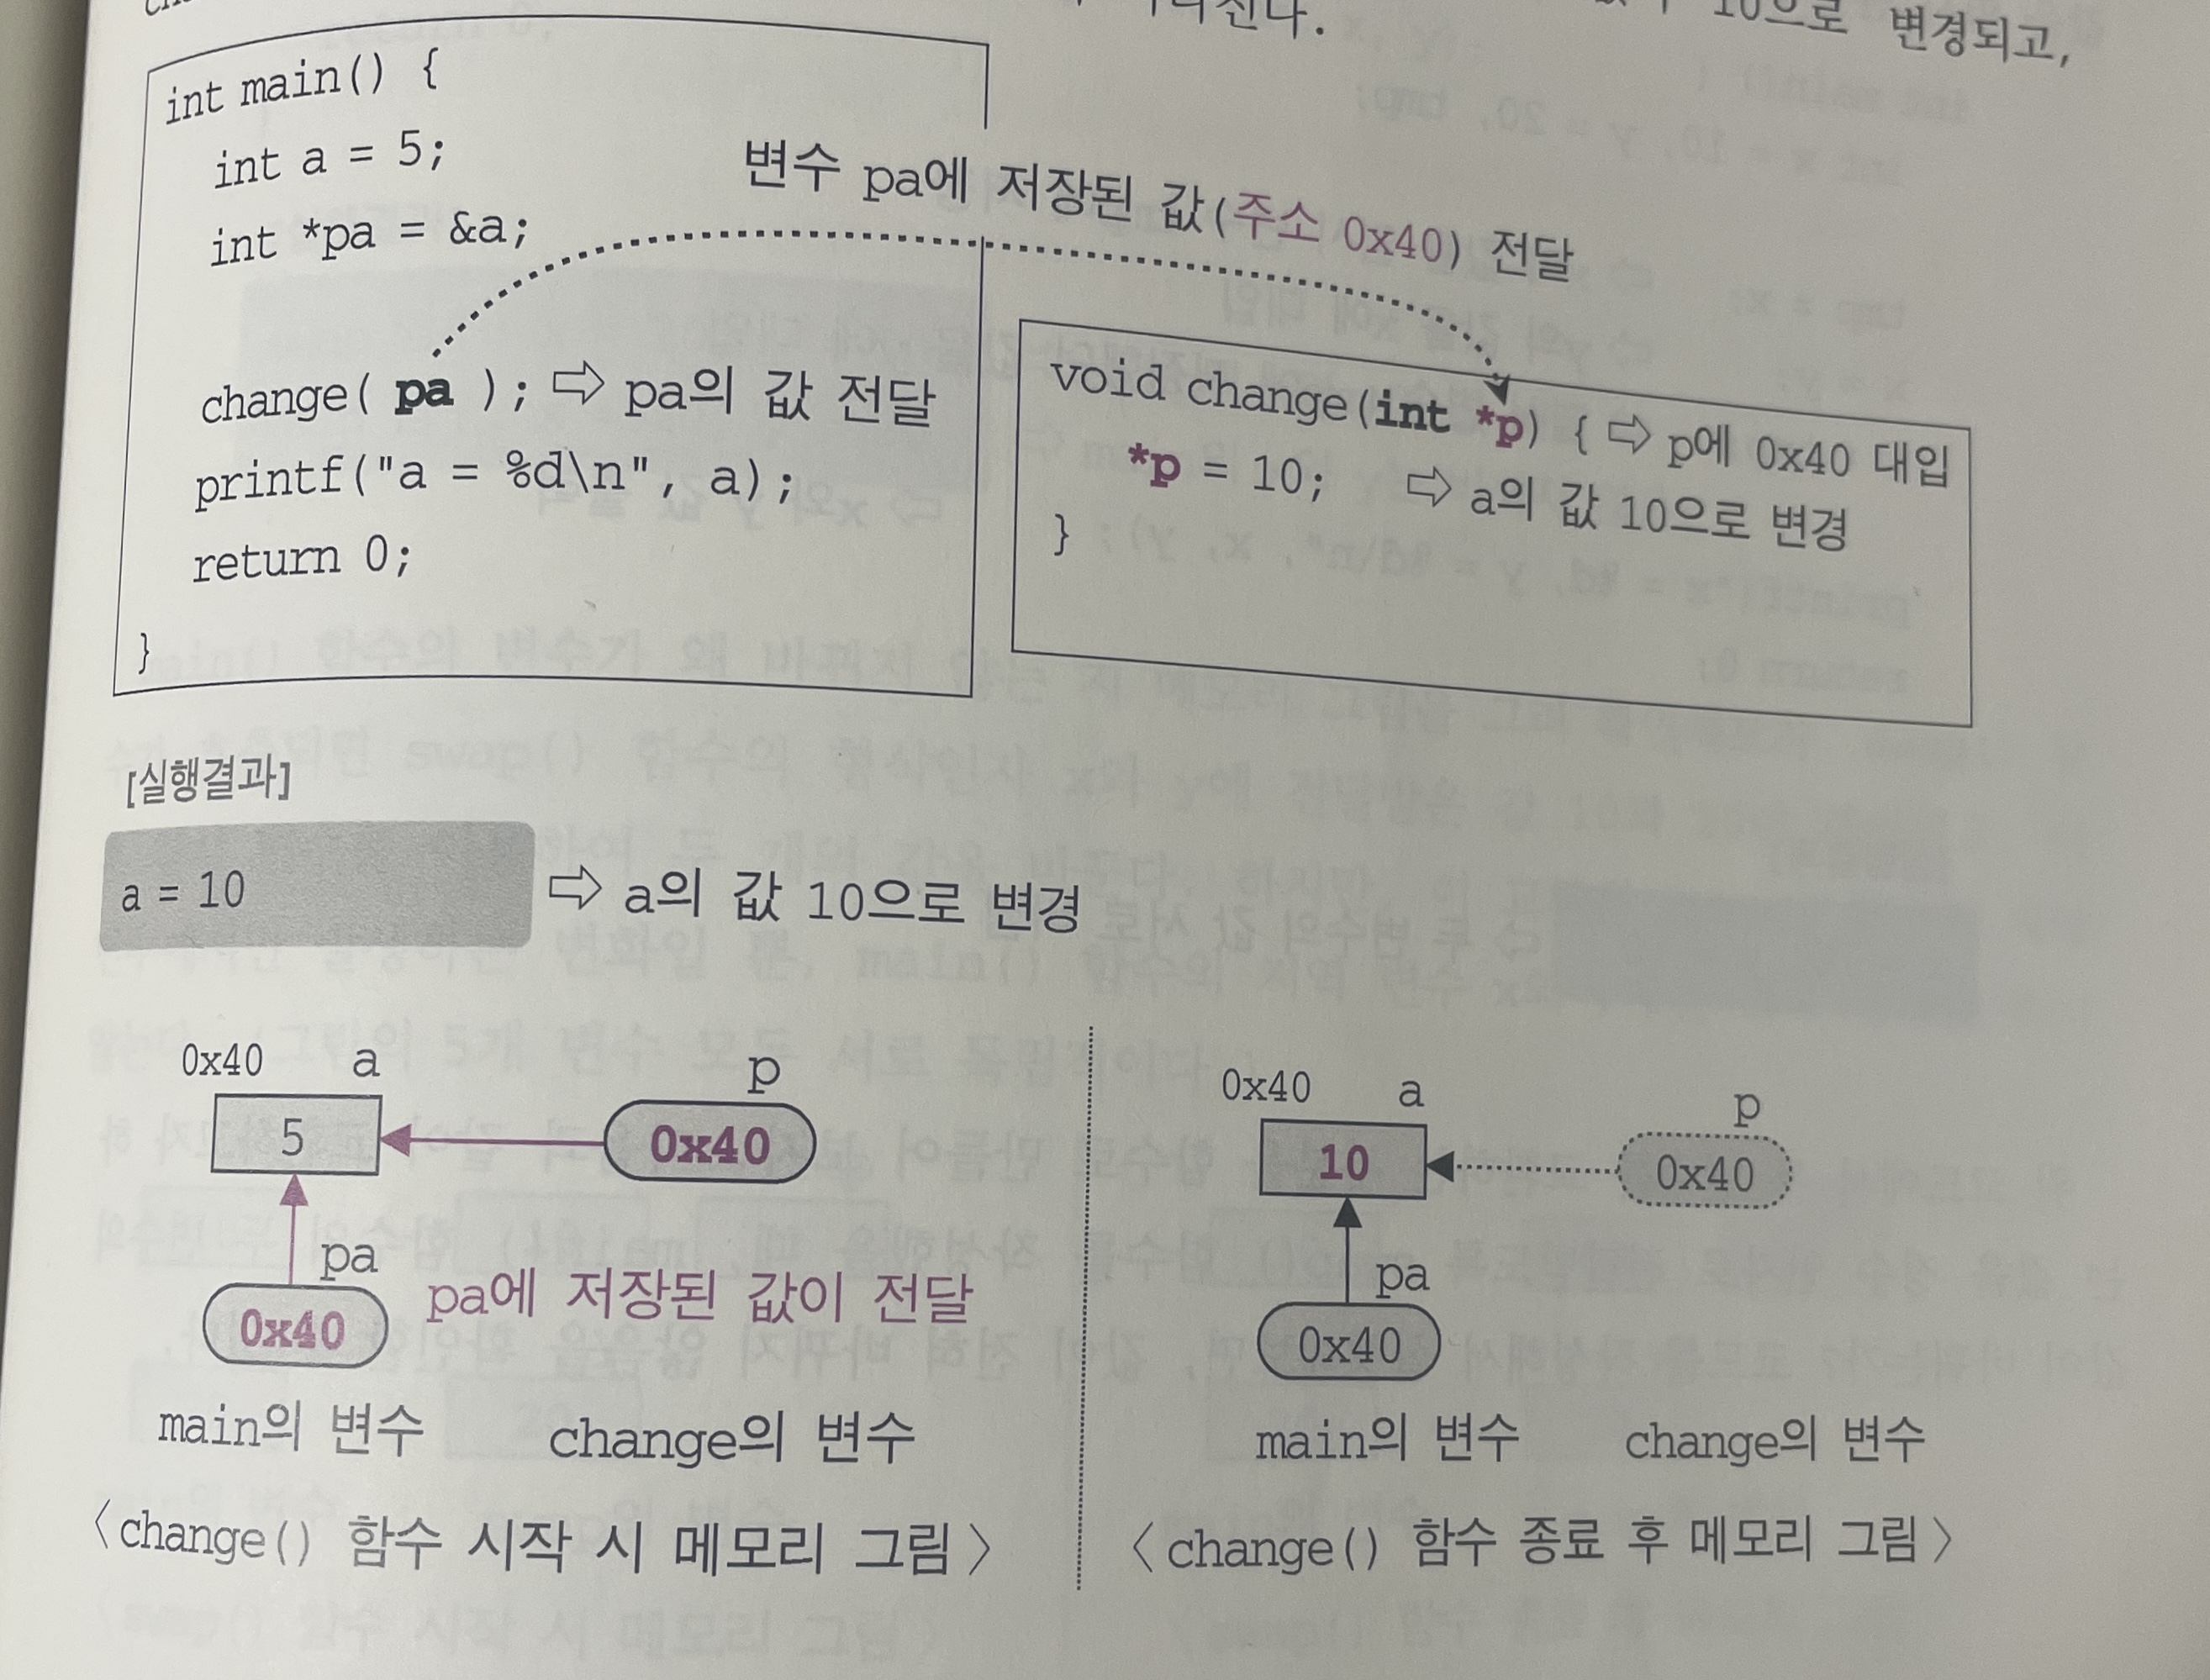 10으로 변경되고,
int main() {
int a = 5;
int *pa = &a;
변수 pa에 저장된 값(주소 0x40) 전달
change( pa ); ⇨ pa의 값 전달
printf("a = %d\n", a);
return 0;
}
void change(int *p) { ⇨ p에 0x40 대입
*p = 10; ⇨ a의 값 10으로 변경
}
[실행결과]
a = 10 ⇨ a의 값 10으로 변경
0x40 a p
5 0x40
pa
0x40 pa에 저장된 값이 전달
main의 변수 change의 변수
〈change() 함수 시작 시 메모리 그림〉
0x40 a p
10 0x40
pa
0x40
main의 변수 change의 변수
〈change() 함수 종료 후 메모리 그림〉